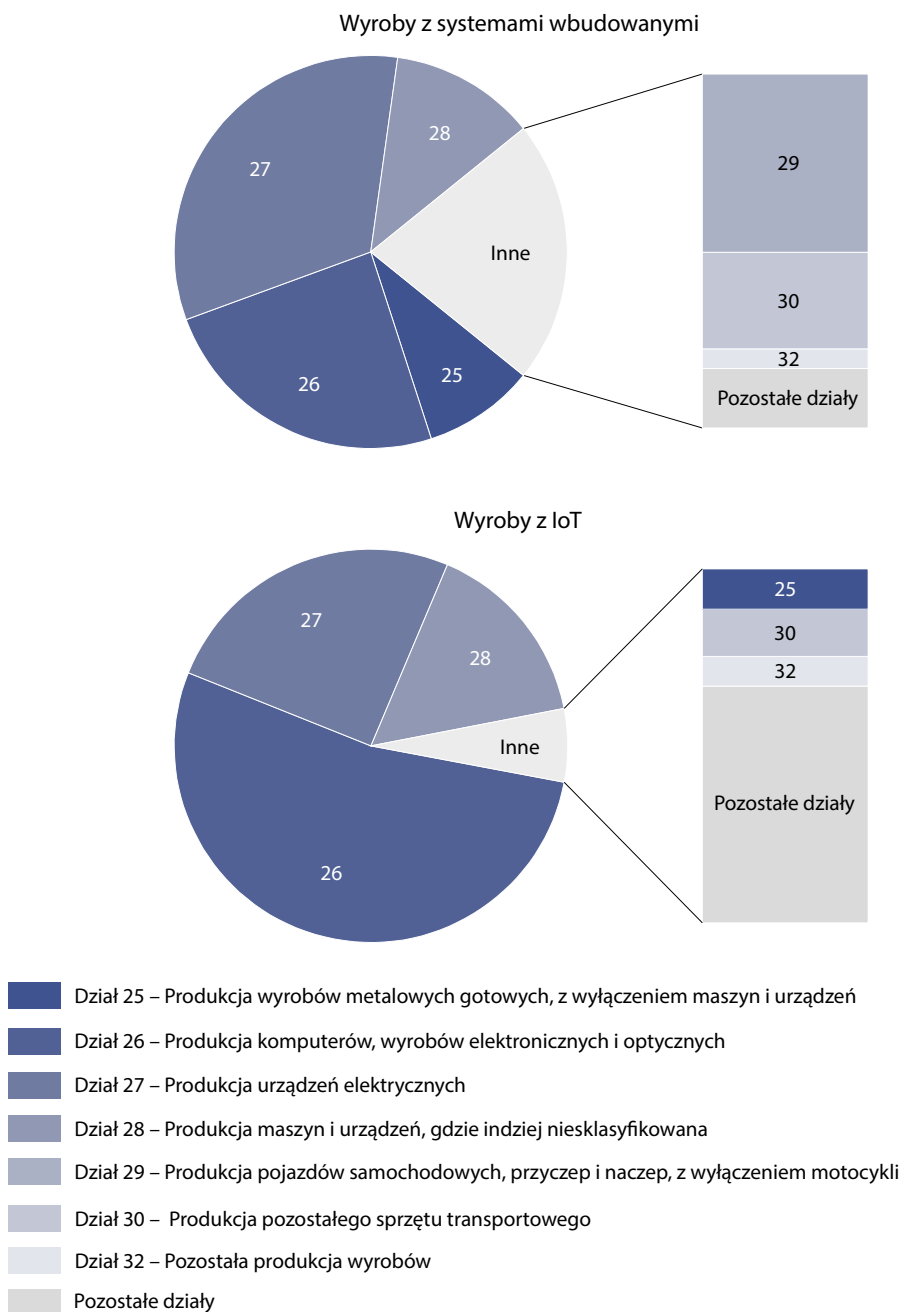 Wyroby z systemami wbudowanymi
28
29
27
Inne
30
32
25
26
Pozostałe działy
Wyroby z IoT
25
27
30
28
32
Inne
Pozostałe działy
26
Dział 25 – Produkcja wyrobów metalowych gotowych, z wyłączeniem maszyn i urządzeń
Dział 26 – Produkcja komputerów, wyrobów elektronicznych i optycznych
Dział 27 – Produkcja urządzeń elektrycznych
Dział 28 – Produkcja maszyn i urządzeń, gdzie indziej niesklasyfikowana
Dział 29 – Produkcja pojazdów samochodowych, przyczep i naczep, z wyłączeniem motocykli
Dział 30 – Produkcja pozostałego sprzętu transportowego
Dział 32 – Pozostała produkcja wyrobów
Pozostałe działy